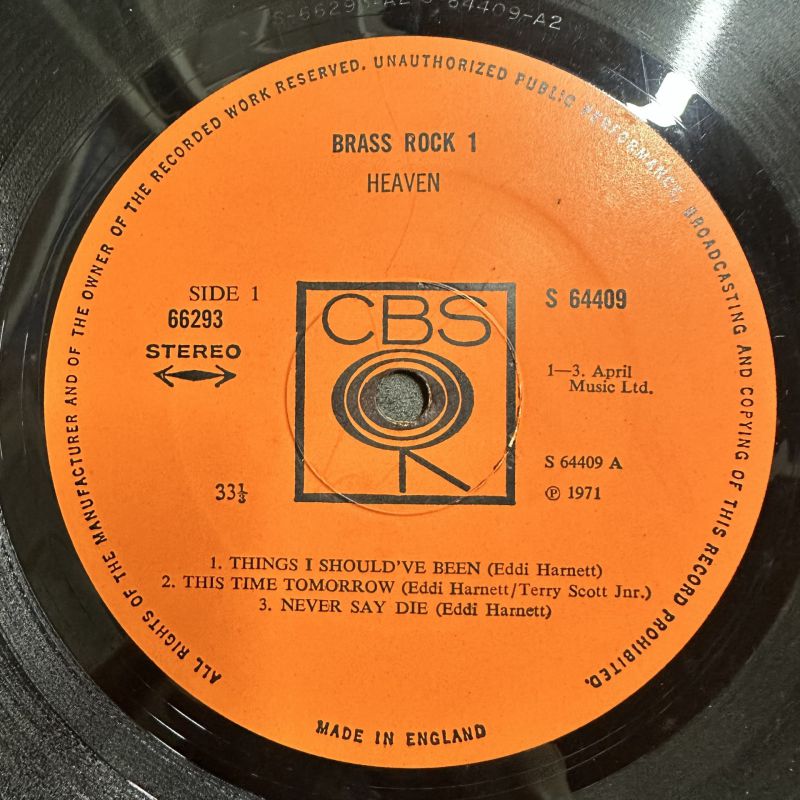 S-66293-A2 S 64409-A2
ALL RIGHTS OF THE MANUFACTURER AND OF THE OWNER OF THE RECORDED WORK RESERVED. UNAUTHORIZED PUBLIC PERFORMANCE, BROADCASTING AND COPYING OF THIS RECORD PROHIBITED.
BRASS ROCK 1
HEAVEN
SIDE 1
66293
STEREO
CBS
S 64409
1—3. April
Music Ltd.
33⅓
S 64409 A
℗ 1971
1. THINGS I SHOULD'VE BEEN (Eddi Harnett)
2. THIS TIME TOMORROW (Eddi Harnett/Terry Scott Jnr.)
3. NEVER SAY DIE (Eddi Harnett)
MADE IN ENGLAND